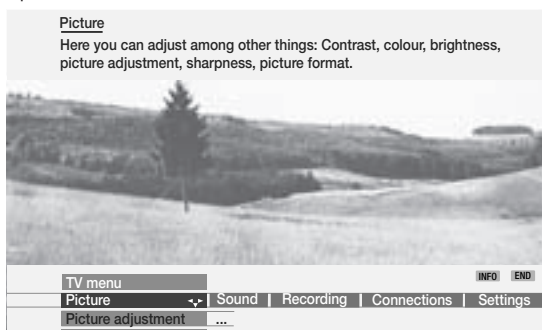 Picture
Here you can adjust among other things: Contrast, colour, brightness,
picture adjustment, sharpness, picture format.
INFO END
TV menu
Picture Sound Recording Connections Settings
Picture adjustment ...